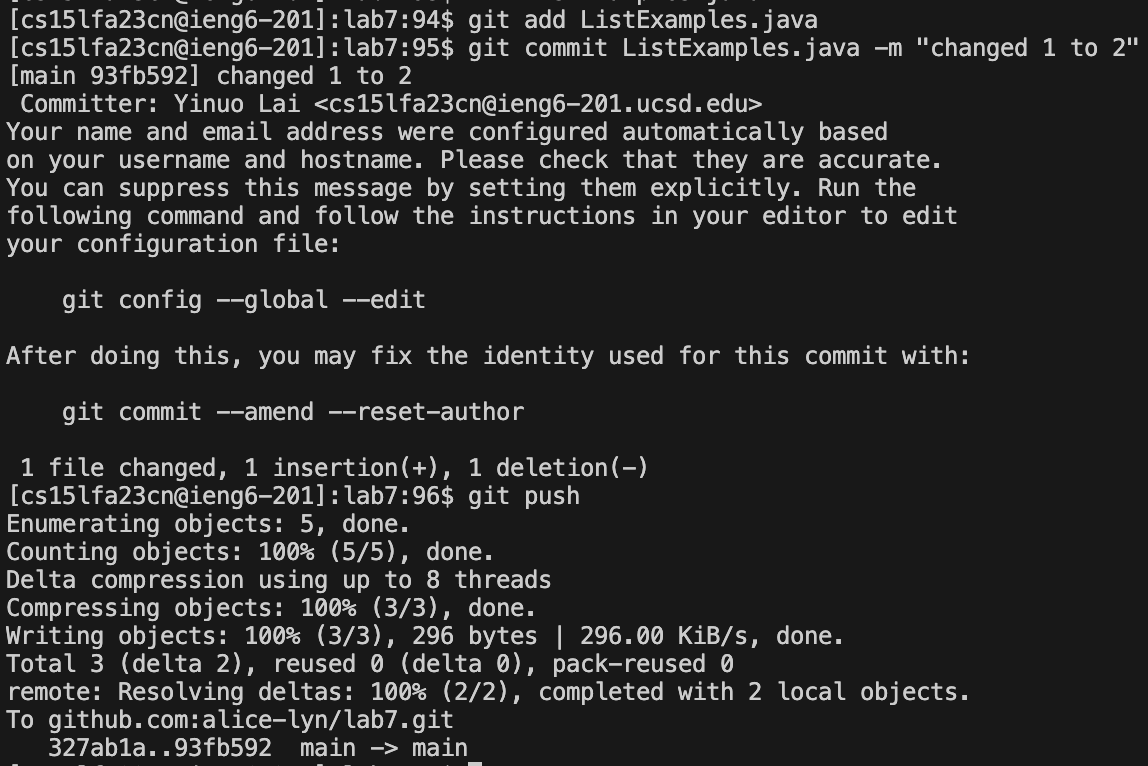 [cs15lfa23cn@ieng6-201]:lab7:94$ git add ListExamples.java
[cs15lfa23cn@ieng6-201]:lab7:95$ git commit ListExamples.java -m "changed 1 to 2"
[main 93fb592] changed 1 to 2
 Committer: Yinuo Lai <cs15lfa23cn@ieng6-201.ucsd.edu>
Your name and email address were configured automatically based
on your username and hostname. Please check that they are accurate.
You can suppress this message by setting them explicitly. Run the
following command and follow the instructions in your editor to edit
your configuration file:

    git config --global --edit

After doing this, you may fix the identity used for this commit with:

    git commit --amend --reset-author

 1 file changed, 1 insertion(+), 1 deletion(-)
[cs15lfa23cn@ieng6-201]:lab7:96$ git push
Enumerating objects: 5, done.
Counting objects: 100% (5/5), done.
Delta compression using up to 8 threads
Compressing objects: 100% (3/3), done.
Writing objects: 100% (3/3), 296 bytes | 296.00 KiB/s, done.
Total 3 (delta 2), reused 0 (delta 0), pack-reused 0
remote: Resolving deltas: 100% (2/2), completed with 2 local objects.
To github.com:alice-lyn/lab7.git
   327ab1a..93fb592  main -> main